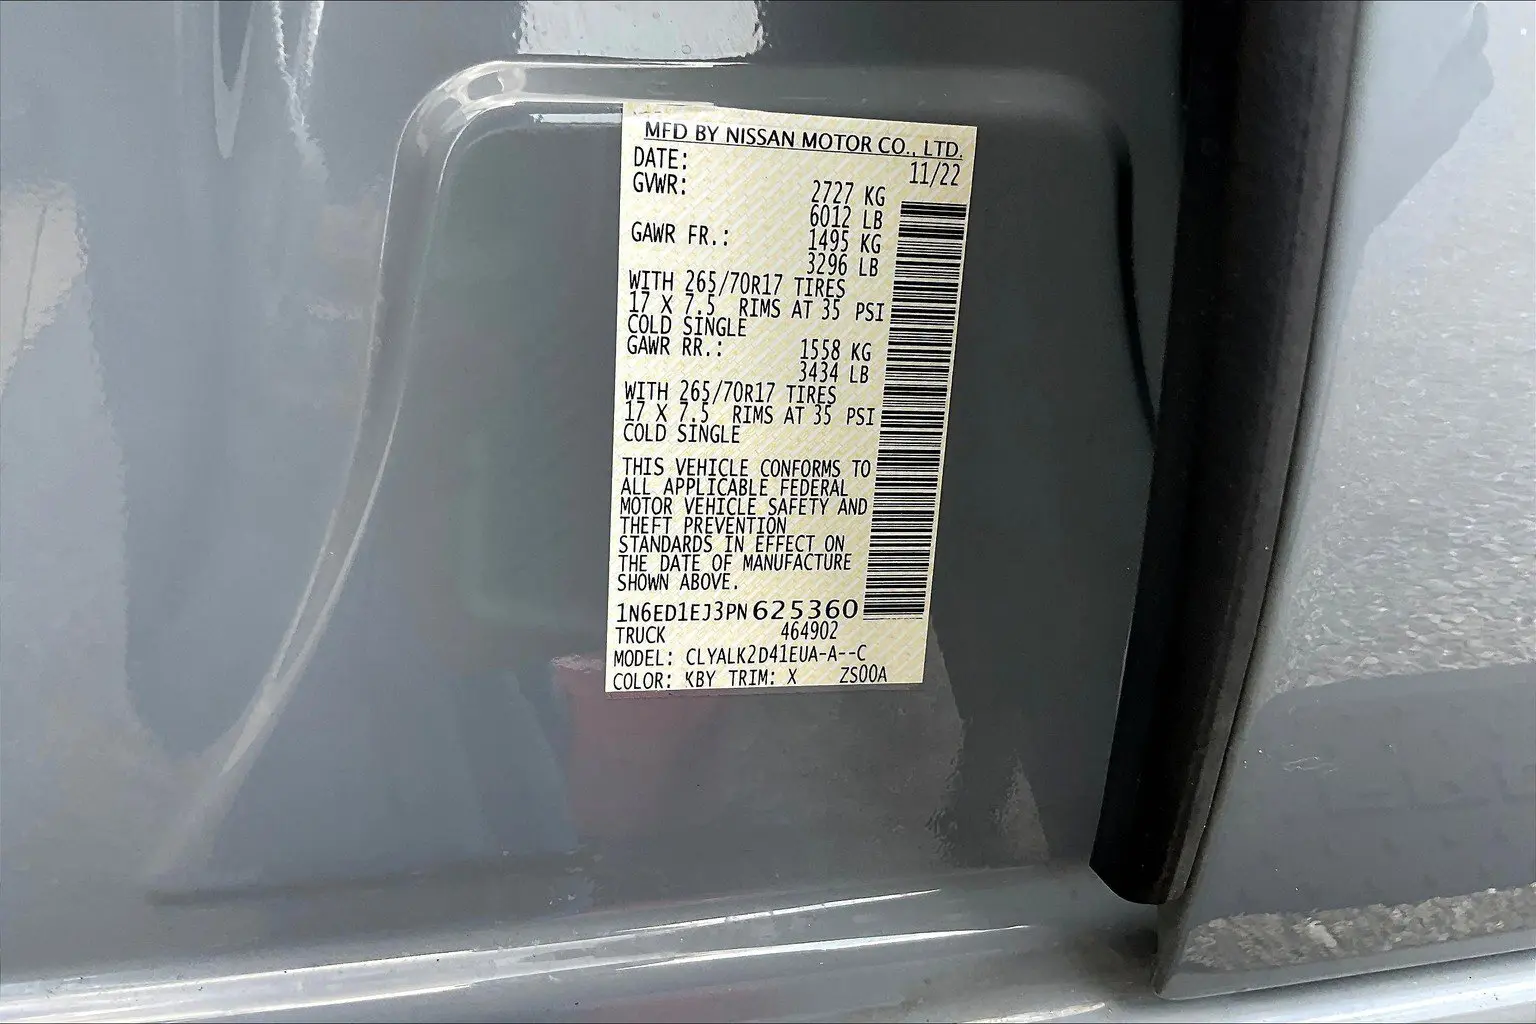 MFD BY NISSAN MOTOR CO., LTD.
DATE: 11/22
GVWR: 2727 KG
6012 LB
GAWR FR.: 1495 KG
3296 LB
WITH 265/70R17 TIRES
17 X 7.5 RIMS AT 35 PSI
COLD SINGLE
GAWR RR.: 1558 KG
3434 LB
WITH 265/70R17 TIRES
17 X 7.5 RIMS AT 35 PSI
COLD SINGLE
THIS VEHICLE CONFORMS TO
ALL APPLICABLE FEDERAL
MOTOR VEHICLE SAFETY AND
THEFT PREVENTION
STANDARDS IN EFFECT ON
THE DATE OF MANUFACTURE
SHOWN ABOVE.
1N6ED1EJ3PN625360
TRUCK 464902
MODEL: CLYALK2D41EUA-A--C
COLOR: KBY TRIM: X ZS00A